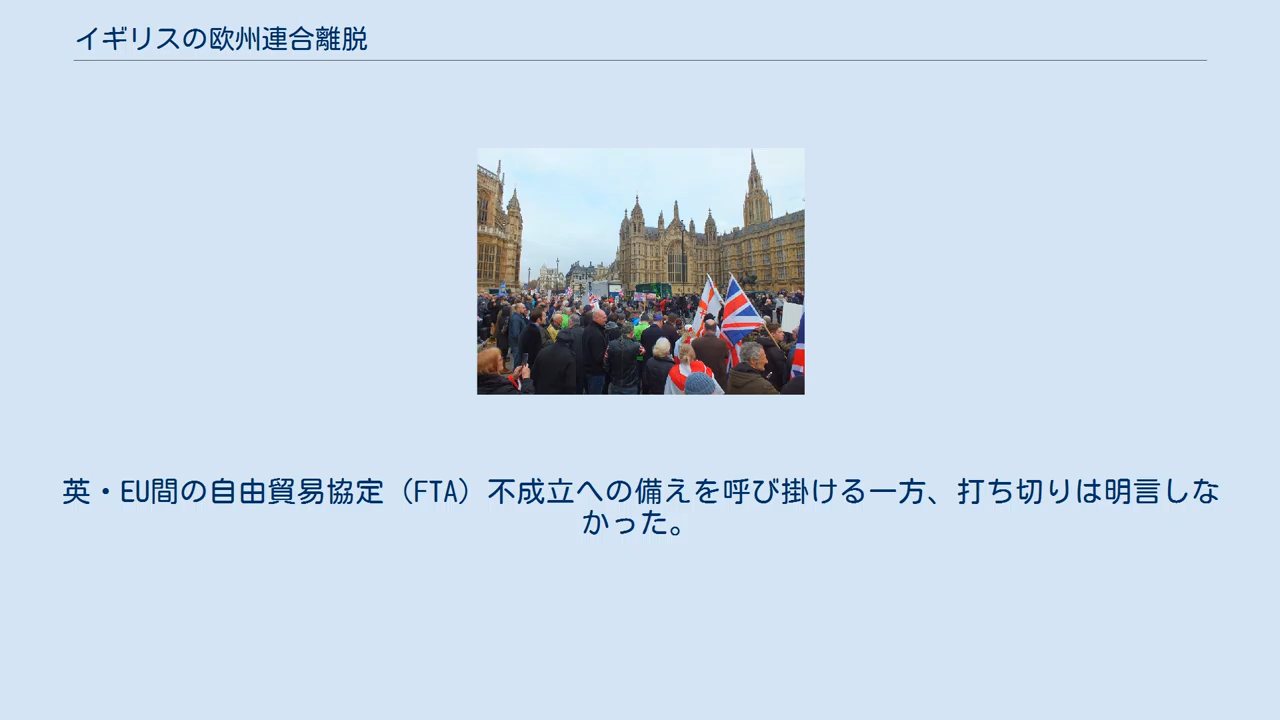 イギリスの欧州連合離脱
英・EU間の自由貿易協定（FTA）不成立への備えを呼び掛ける一方、打ち切りは明言しな
かった。